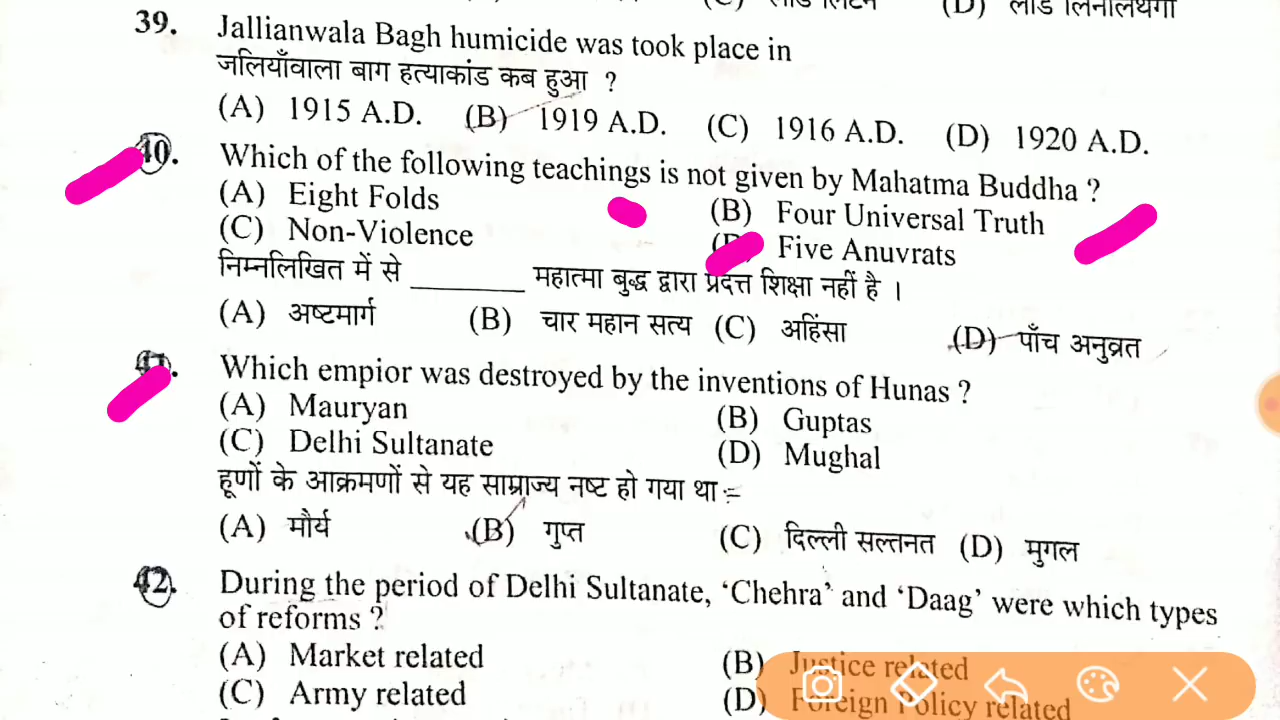 (D) लॉर्ड लिनलिथगो
39. Jallianwala Bagh humicide was took place in
जलियाँवाला बाग हत्याकांड कब हुआ ?
(A) 1915 A.D. (B) 1919 A.D. (C) 1916 A.D. (D) 1920 A.D.
40. Which of the following teachings is not given by Mahatma Buddha ?
(A) Eight Folds (B) Four Universal Truth
(C) Non-Violence Five Anuvrats
निम्नलिखित में से ________ महात्मा बुद्ध द्वारा प्रदत्त शिक्षा नहीं है ।
(A) अष्टमार्ग (B) चार महान सत्य (C) अहिंसा (D) पाँच अनुव्रत
41. Which empior was destroyed by the inventions of Hunas ?
(A) Mauryan (B) Guptas
(C) Delhi Sultanate (D) Mughal
हूणों के आक्रमणों से यह साम्राज्य नष्ट हो गया था :-
(A) मौर्य (B) गुप्त (C) दिल्ली सल्तनत (D) मुगल
42. During the period of Delhi Sultanate, ‘Chehra’ and ‘Daag’ were which types
of reforms ?
(A) Market related (B) Justice related
(C) Army related (D) Foreign Policy related